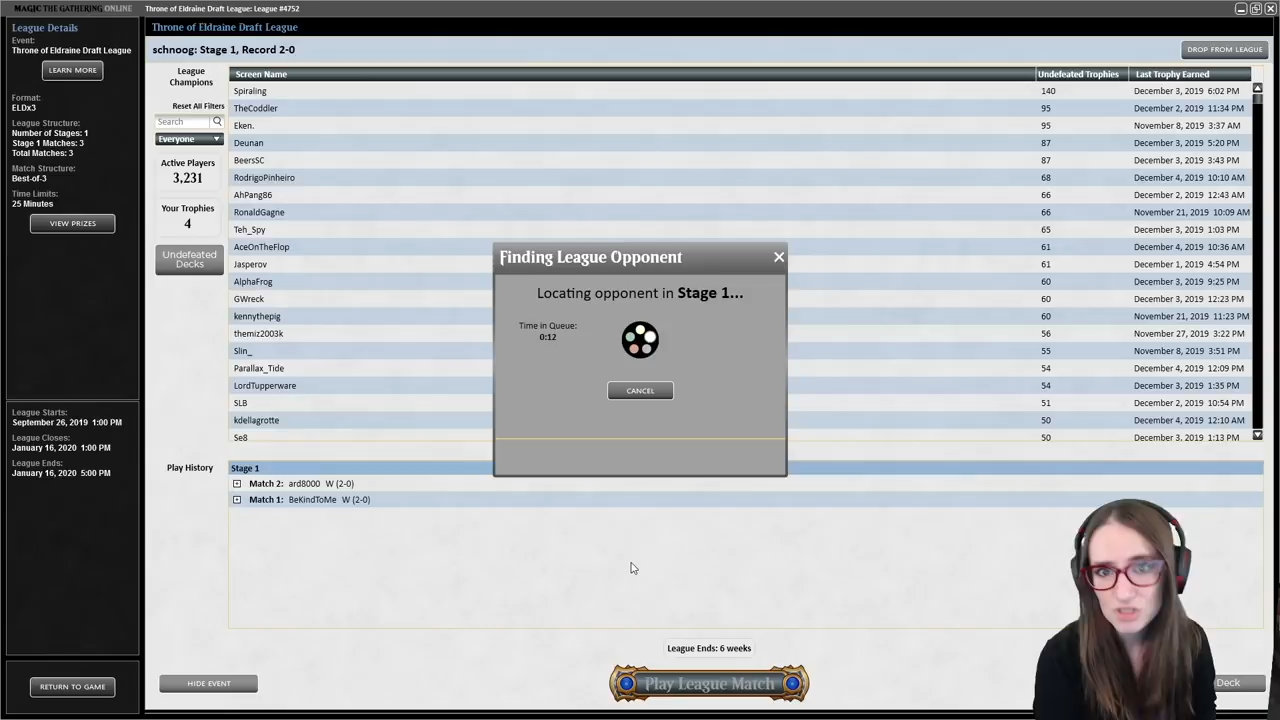 MAGIC THE GATHERING ONLINE
Throne of Eldraine Draft League: League #4752
League Details
Event:
Throne of Eldraine Draft League
LEARN MORE
Format:
ELDx3
League Structure:
Number of Stages: 1
Stage 1 Matches: 3
Total Matches: 3
Match Structure:
Best-of-3
Time Limits:
25 Minutes
VIEW PRIZES
League Starts:
September 26, 2019 1:00 PM
League Closes:
January 16, 2020 1:00 PM
League Ends:
January 16, 2020 5:00 PM
RETURN TO GAME
Throne of Eldraine Draft League
schnoog: Stage 1, Record 2-0
DROP FROM LEAGUE
League
Champions
Reset All Filters
Search
Everyone
Active Players
3,231
Your Trophies
4
Undefeated
Decks
Screen Name Undefeated Trophies Last Trophy Earned
Spiraling 140 December 3, 2019 6:02 PM
TheCoddler 95 December 2, 2019 11:34 PM
Eken. 95 November 8, 2019 3:37 AM
Deunan 87 December 3, 2019 5:20 PM
BeersSC 87 December 3, 2019 3:43 PM
RodrigoPinheiro 68 December 4, 2019 10:10 AM
AhPang86 66 December 2, 2019 12:43 AM
RonaldGagne 66 November 21, 2019 10:09 AM
Teh_Spy 65 December 3, 2019 1:03 PM
AceOnTheFlop 61 December 4, 2019 10:36 AM
Jasperov 61 December 1, 2019 4:54 PM
AlphaFrog 60 December 3, 2019 9:25 PM
GWreck 60 December 3, 2019 12:23 PM
kennythepig 60 November 21, 2019 11:23 PM
themiz2003k 56 November 27, 2019 3:22 PM
Slin_ 55 November 8, 2019 3:51 PM
Parallax_Tide 54 December 4, 2019 12:09 PM
LordTupperware 54 December 3, 2019 1:35 PM
SLB 51 December 2, 2019 10:54 PM
kdellagrotte 50 December 4, 2019 12:10 AM
Se8 50 December 3, 2019 1:13 PM
Finding League Opponent
Locating opponent in Stage 1...
Time in Queue:
0:12
CANCEL
Play History
Stage 1
Match 2: ard8000 W (2-0)
Match 1: BeKindToMe W (2-0)
League Ends: 6 weeks
HIDE EVENT
Play League Match
Deck